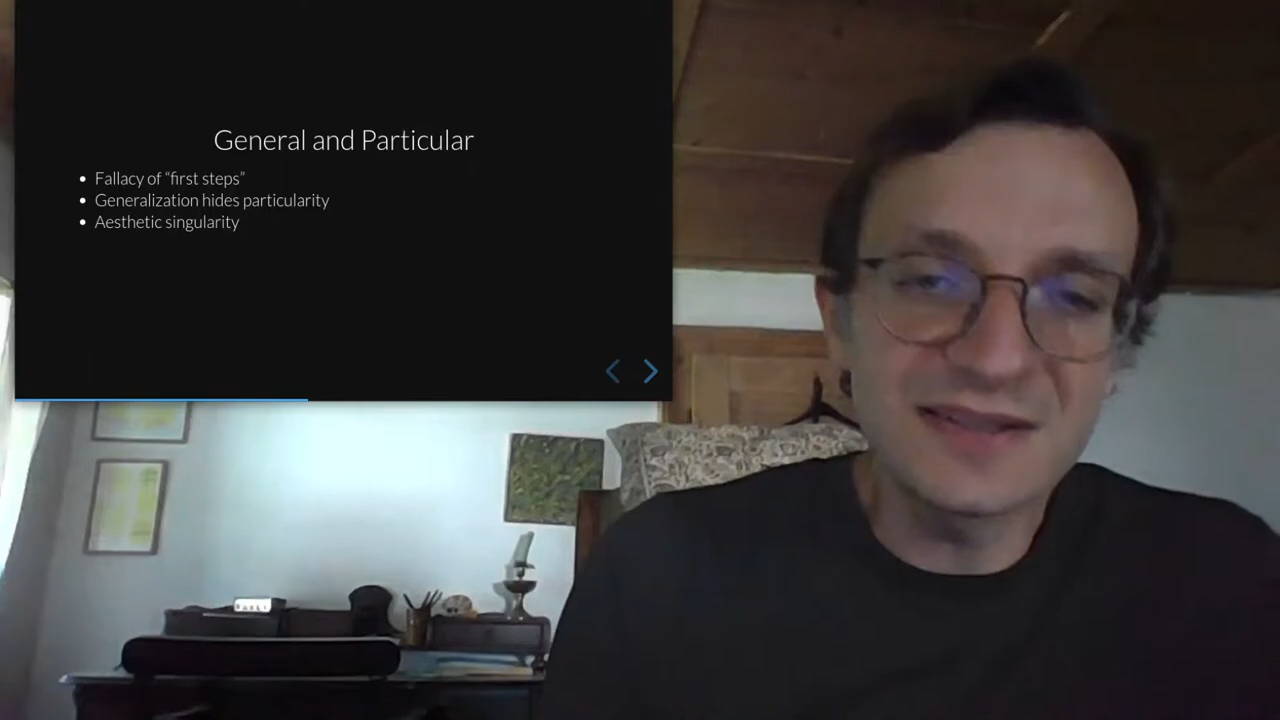 General and Particular
Fallacy of “first steps”
Generalization hides particularity
Aesthetic singularity